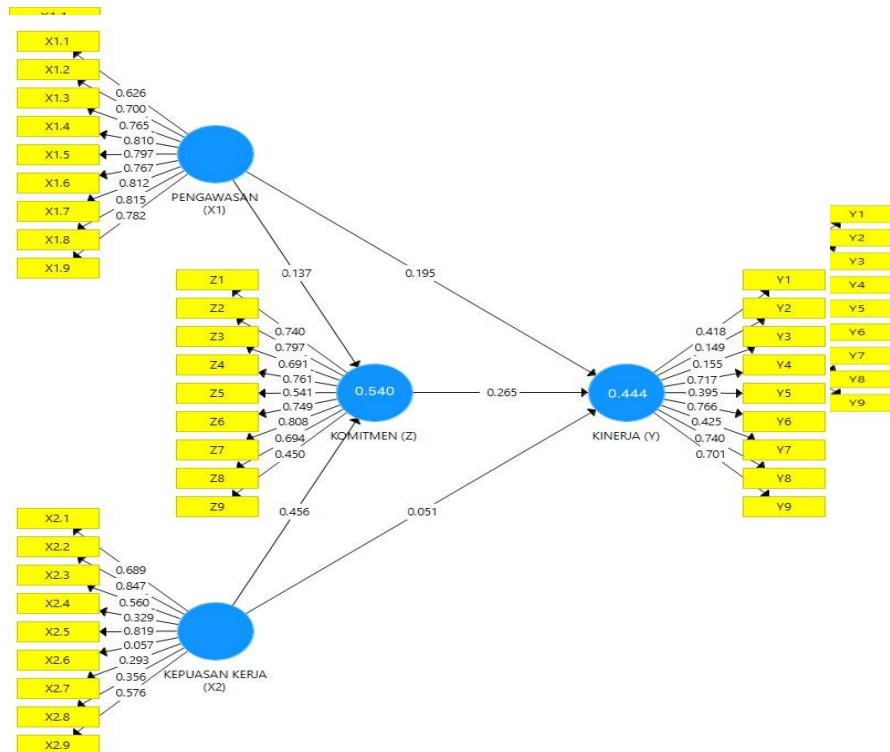 X1.1
X1.1
X1.2
X1.3
X1.4
X1.5
X1.6
X1.7
X1.8
X1.9
0.626
0.700
0.765
0.810
0.797
0.767
0.812
0.815
0.782
PENGAWASAN
(X1)
0.137
0.195
Z1
Z2
Z3
Z4
Z5
Z6
Z7
Z8
Z9
0.740
0.797
0.691
0.761
0.541
0.749
0.808
0.694
0.450
0.540
KOMITMEN (Z)
0.265
0.444
KINERJA (Y)
0.418
0.149
0.155
0.717
0.395
0.766
0.425
0.740
0.701
Y1
Y2
Y3
Y4
Y5
Y6
Y7
Y8
Y9
Y1
Y2
Y3
Y4
Y5
Y6
Y7
Y8
Y9
0.456
0.051
X2.1
X2.2
X2.3
X2.4
X2.5
X2.6
X2.7
X2.8
X2.9
0.689
0.847
0.560
0.329
0.819
0.057
0.293
0.356
0.576
KEPUASAN KERJA
(X2)